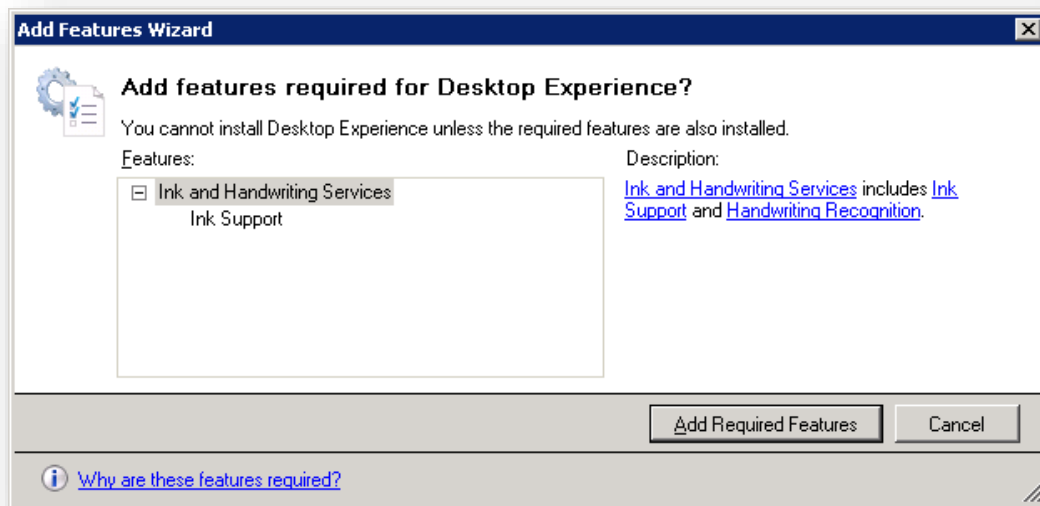 Add Features Wizard
Add features required for Desktop Experience?
You cannot install Desktop Experience unless the required features are also installed.
Features:
Ink and Handwriting Services
Ink Support
Description:
Ink and Handwriting Services includes Ink
Support and Handwriting Recognition.
Add Required Features
Cancel
Why are these features required?